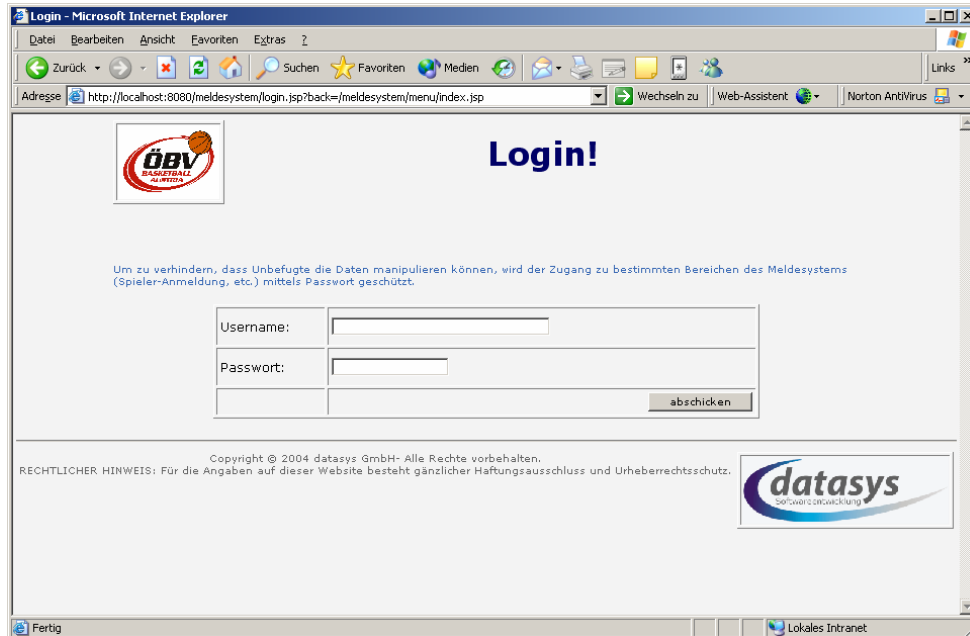 Login - Microsoft Internet Explorer
Datei Bearbeiten Ansicht Favoriten Extras ?
Zurück Suchen Favoriten Medien Links »
Adresse http://localhost:8080/meldesystem/login.jsp?back=/meldesystem/menu/index.jsp Wechseln zu Web-Assistent Norton AntiVirus
ÖBV
BASKETBALL
AUSTRIA
Login!
Um zu verhindern, dass Unbefugte die Daten manipulieren können, wird der Zugang zu bestimmten Bereichen des Meldesystems
(Spieler-Anmeldung, etc.) mittels Passwort geschützt.
Username:
Passwort:
abschicken
Copyright © 2004 datasys GmbH- Alle Rechte vorbehalten.
RECHTLICHER HINWEIS: Für die Angaben auf dieser Website besteht gänzlicher Haftungsausschluss und Urheberrechtsschutz.
datasys
Softwareentwicklung
Fertig Lokales Intranet